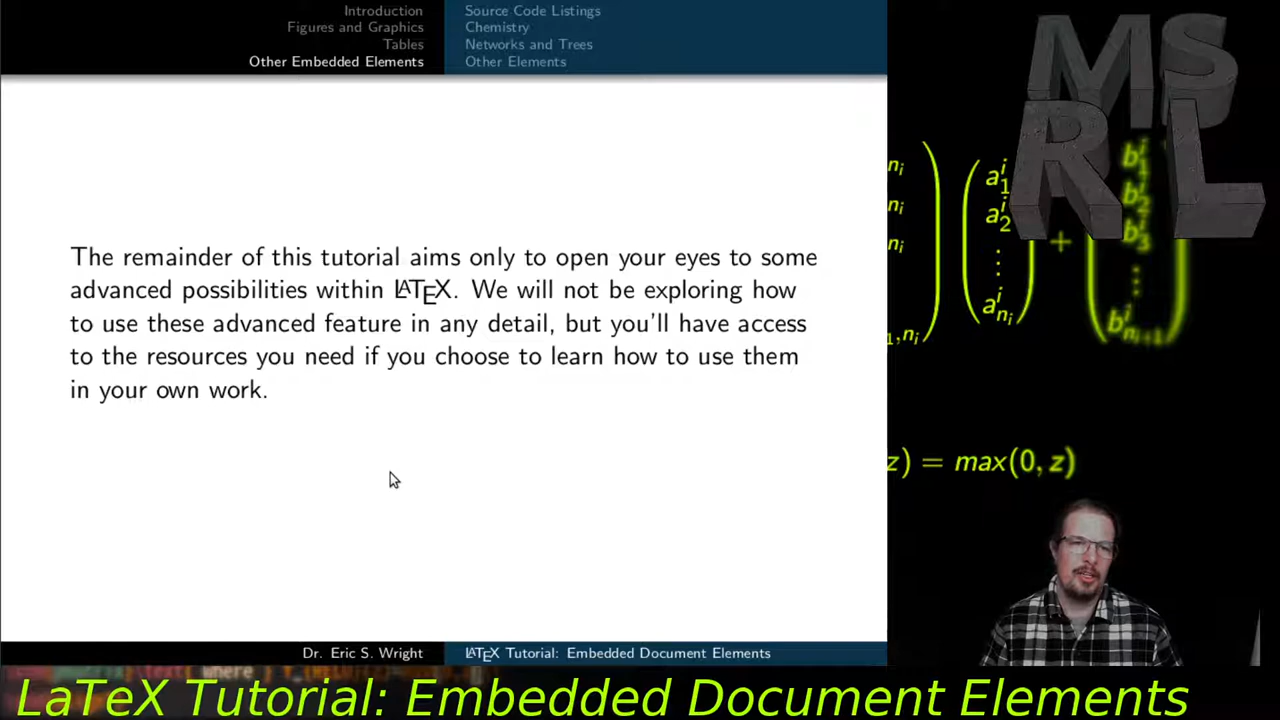 Introduction
Figures and Graphics
Tables
Other Embedded Elements
Source Code Listings
Chemistry
Networks and Trees
Other Elements
The remainder of this tutorial aims only to open your eyes to some
advanced possibilities within LATEX. We will not be exploring how
to use these advanced feature in any detail, but you'll have access
to the resources you need if you choose to learn how to use them
in your own work.
Dr. Eric S. Wright
LATEX Tutorial: Embedded Document Elements
MS
RL
z) = max(0, z)
LaTeX Tutorial: Embedded Document Elements